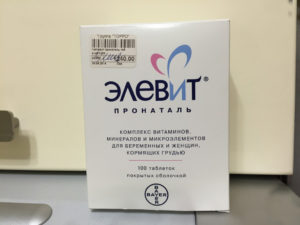 ЭЛЕВИТ®
ПРОНАТАЛЬ
КОМПЛЕКС ВИТАМИНОВ,
МИНЕРАЛОВ И МИКРОЭЛЕМЕНТОВ
ДЛЯ БЕРЕМЕННЫХ И ЖЕНЩИН,
КОРМЯЩИХ ГРУДЬЮ
100 таблеток
покрытых оболочкой
BAYER